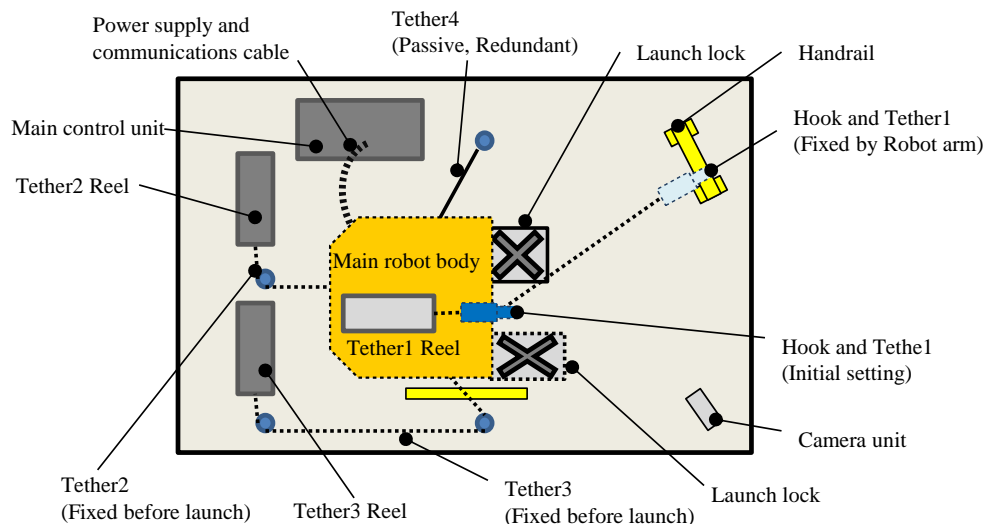 Tether4
(Passive, Redundant)
Power supply and
communications cable
Launch lock
Handrail
Main control unit
Hook and Tether1
(Fixed by Robot arm)
Tether2 Reel
Main robot body
Tether1 Reel
Hook and Tethe1
(Initial setting)
Camera unit
Tether2
(Fixed before launch)
Tether3 Reel
Tether3
(Fixed before launch)
Launch lock